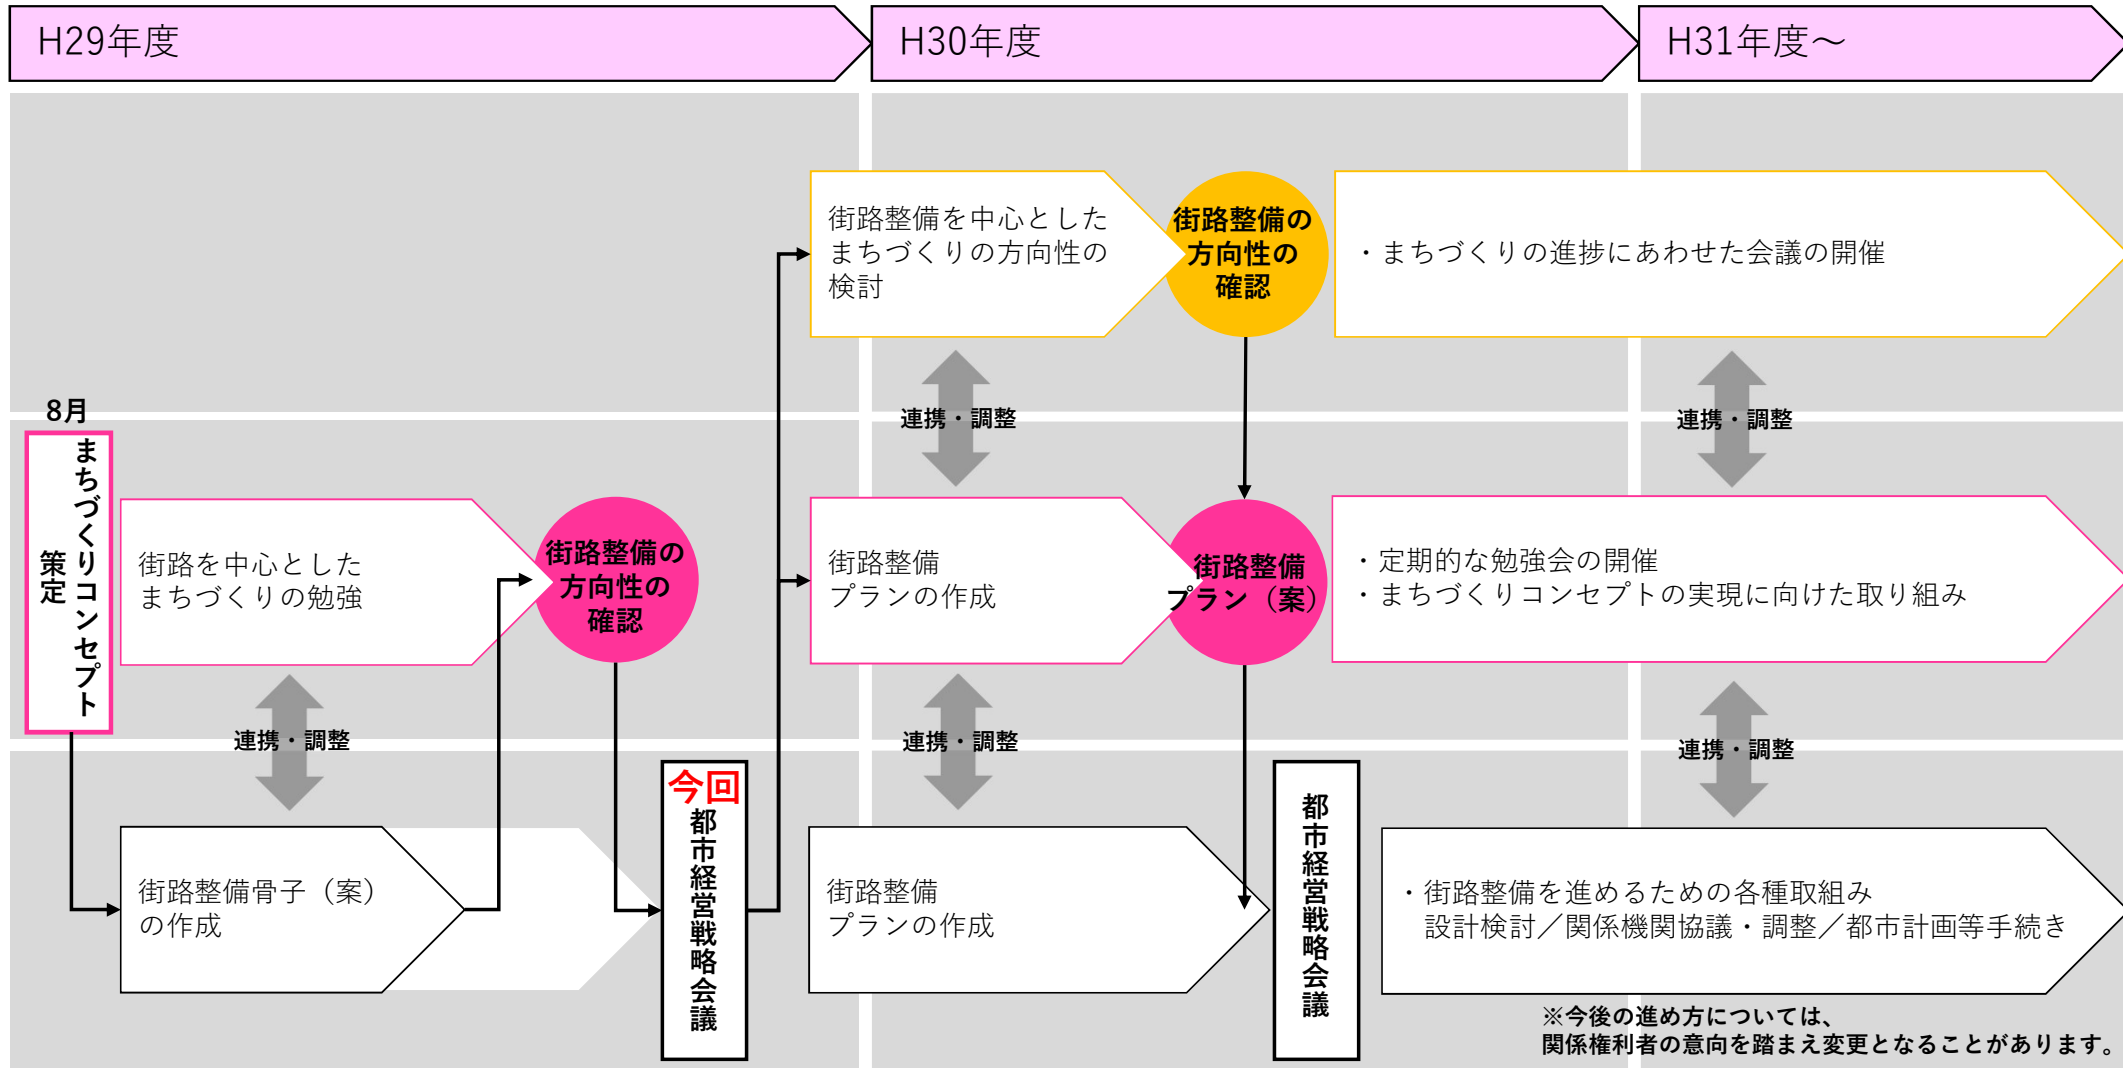 H29年度
H30年度
H31年度～
街路整備を中心とした
まちづくりの方向性の
検討
街路整備の
方向性の
確認
・まちづくりの進捗にあわせた会議の開催
連携・調整
連携・調整
8月
まちづくりコンセプト
策定
街路を中心とした
まちづくりの勉強
街路整備の
方向性の
確認
街路整備
プランの作成
街路整備
プラン（案）
・定期的な勉強会の開催
・まちづくりコンセプトの実現に向けた取り組み
連携・調整
連携・調整
連携・調整
街路整備骨子（案）
の作成
今回
都市経営戦略会議
街路整備
プランの作成
都市経営戦略会議
・街路整備を進めるための各種取組み
設計検討／関係機関協議・調整／都市計画等手続き
※今後の進め方については、
関係権利者の意向を踏まえ変更となることがあります。